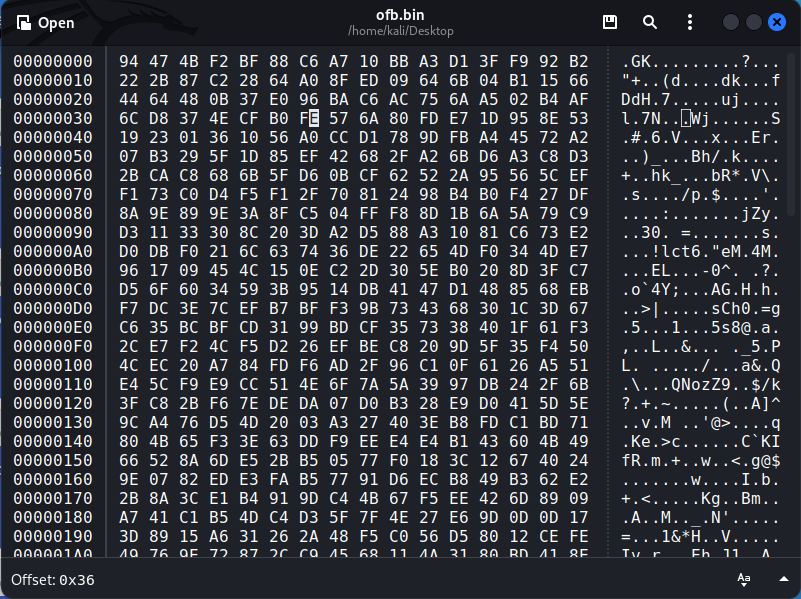 Open
ofb.bin
/home/kali/Desktop
00000000 94 47 4B F2 BF 88 C6 A7 10 BB A3 D1 3F F9 92 B2 .GK.........?...
00000010 22 2B 87 C2 28 64 A0 8F ED 09 64 6B 04 B1 15 66 "+..(d....dk...f
00000020 44 64 48 0B 37 E0 96 BA C6 AC 75 6A A5 02 B4 AF DdH.7.....uj....
00000030 6C D8 37 4E CF B0 FE 57 6A 80 FD E7 1D 95 8E 53 l.7N...Wj......S
00000040 19 23 01 36 10 56 A0 CC D1 78 9D FB A4 45 72 A2 .#.6.V...x...Er.
00000050 07 B3 29 5F 1D 85 EF 42 68 2F A2 6B D6 A3 C8 D3 ..)_...Bh/.k....
00000060 2B CA C8 68 6B 5F D6 0B CF 62 52 2A 95 56 5C EF +..hk_...bR*.V\.
00000070 F1 73 C0 D4 F5 F1 2F 70 81 24 98 B4 B0 F4 27 DF .s..../p.$....'.
00000080 8A 9E 89 9E 3A 8F C5 04 FF F8 8D 1B 6A 5A 79 C9 ....:.......jZy.
00000090 D3 11 33 30 8C 20 3D A2 D5 88 A3 10 81 C6 73 E2 ..30. =.......s.
000000A0 D0 DB F0 21 6C 63 74 36 DE 22 65 4D F0 34 4D E7 ...!lct6."eM.4M.
000000B0 96 17 09 45 4C 15 0E C2 2D 30 5E B0 20 8D 3F C7 ...EL...-0^. .?.
000000C0 D5 6F 60 34 59 3B 95 14 DB 41 47 D1 48 85 68 EB .o`4Y;...AG.H.h.
000000D0 F7 DC 3E 7C EF B7 BF F3 9B 73 43 68 30 1C 3D 67 ..>|.....sCh0.=g
000000E0 C6 35 BC BF CD 31 99 BD CF 35 73 38 40 1F 61 F3 .5...1...5s8@.a.
000000F0 2C E7 F2 4C F5 D2 26 EF BE C8 20 9D 5F 35 F4 50 ,..L..&... ._5.P
00000100 4C EC 20 A7 84 FD F6 AD 2F 96 C1 0F 61 26 A5 51 L. ...../...a&.Q
00000110 E4 5C F9 E9 CC 51 4E 6F 7A 5A 39 97 DB 24 2F 6B .\...QNozZ9..$/k
00000120 3F C8 2B F6 7E DE DA 07 D0 B3 28 E9 D0 41 5D 5E ?.+.~.....(..A]^
00000130 9C A4 76 D5 4D 20 03 A3 27 40 3E B8 FD C1 BD 71 ..v.M ..'@>....q
00000140 80 4B 65 F3 3E 63 DD F9 EE E4 E4 B1 43 60 4B 49 .Ke.>c......C`KI
00000150 66 52 8A 6D E5 2B B5 05 77 F0 18 3C 12 67 40 24 fR.m.+..w..<.g@$
00000160 9E 07 82 ED E3 FA B5 77 91 D6 EC B8 49 B3 62 E2 .......w....I.b.
00000170 2B 8A 3C E1 B4 91 9D C4 4B 67 F5 EE 42 6D 89 09 +.<.....Kg..Bm..
00000180 A7 41 C1 B5 4D C4 D3 5F 7F 4E 27 E6 9D 0D 0D 17 .A..M.._.N'.....
00000190 3D 89 15 A6 31 26 2A 48 F5 C0 56 D5 80 12 CE FE =...1&*H..V.....
000001A0 49 76 9E 72 87 2C C9 45 68 11 4A 31 80 BD 41 8F Iv.r.,.Eh.J1..A.
Offset: 0x36
Aa